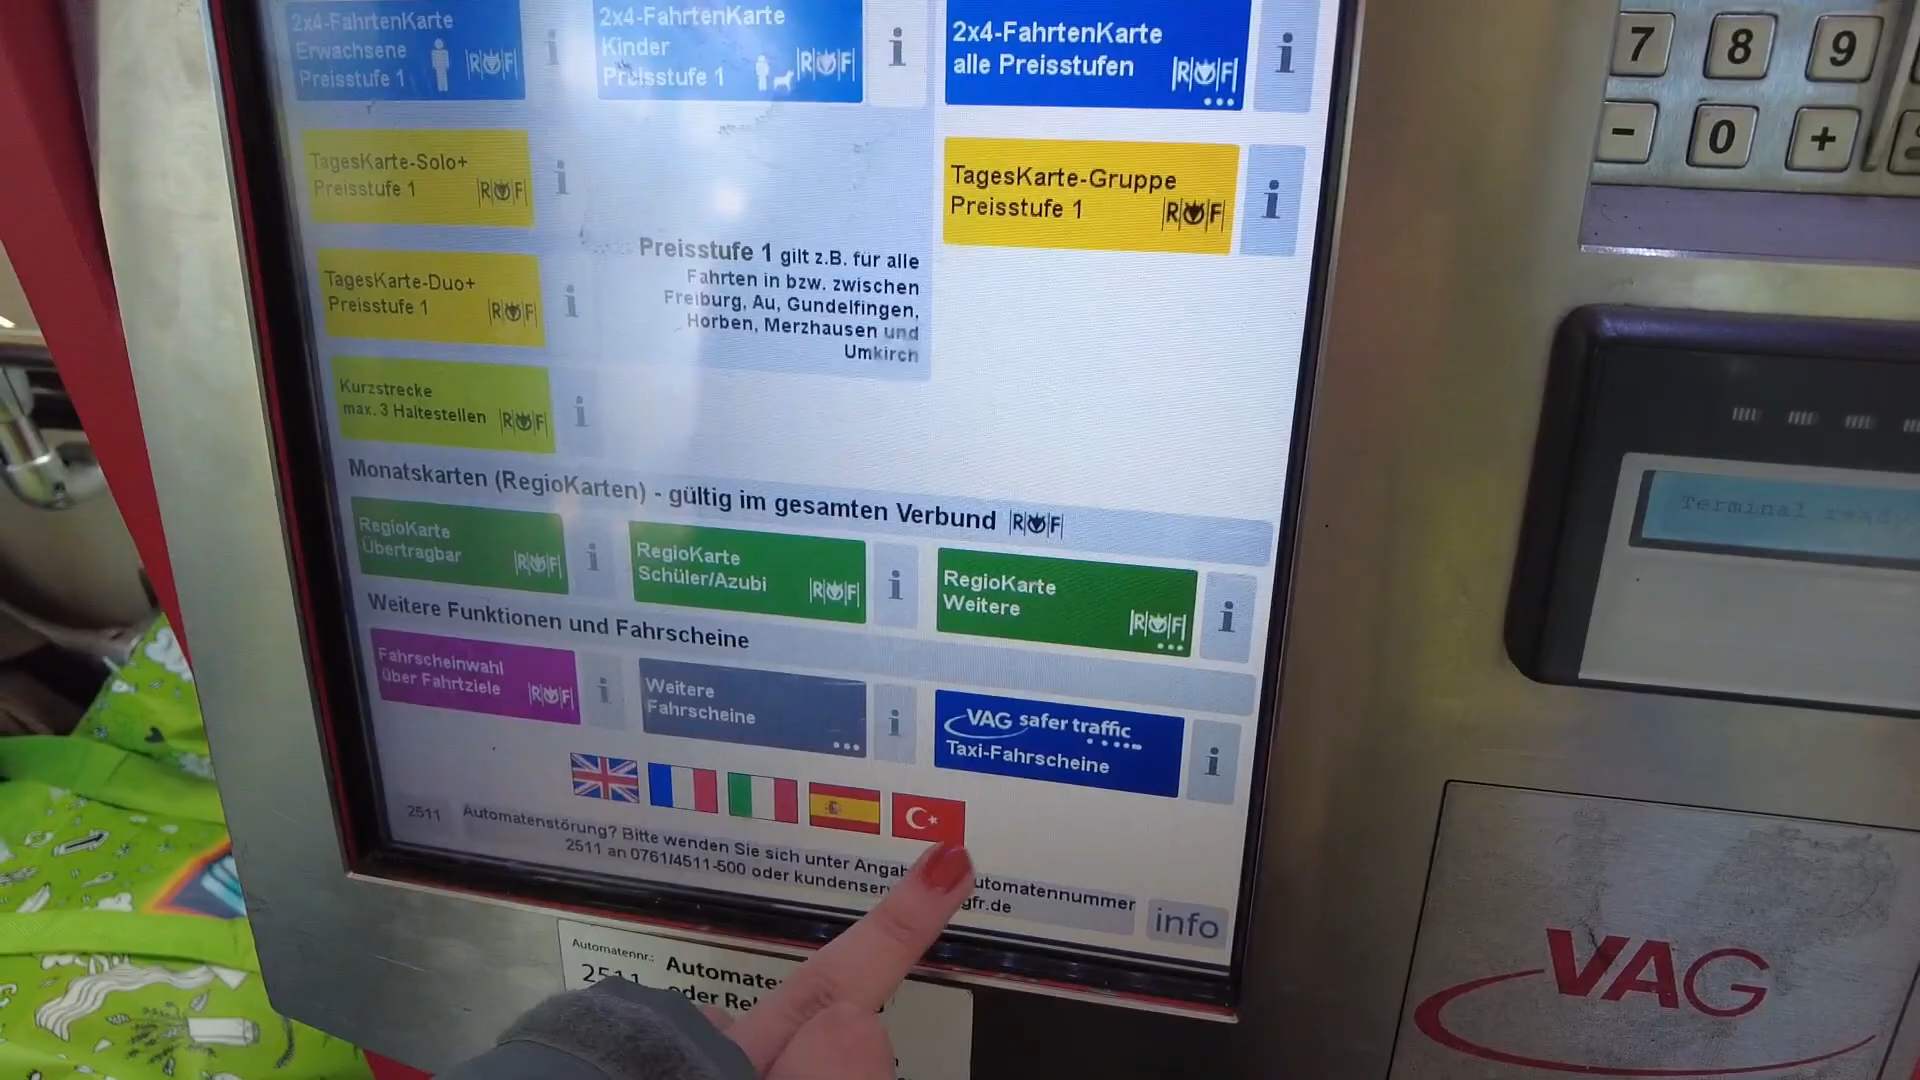 2x4-FahrtenKarte
Erwachsene
Preisstufe 1
RVF
i
2x4-FahrtenKarte
Kinder
Preisstufe 1
RVF
i
2x4-FahrtenKarte
alle Preisstufen
RVF
i
TagesKarte-Solo+
Preisstufe 1
RVF
i
TagesKarte-Gruppe
Preisstufe 1
RVF
i
TagesKarte-Duo+
Preisstufe 1
RVF
i
Preisstufe 1 gilt z.B. für alle
Fahrten in bzw. zwischen
Freiburg, Au, Gundelfingen,
Horben, Merzhausen und
Umkirch
Kurzstrecke
max. 3 Haltestellen
RVF
i
Monatskarten (RegioKarten) - gültig im gesamten Verbund RVF
RegioKarte
Übertragbar
RVF
i
RegioKarte
Schüler/Azubi
RVF
i
RegioKarte
Weitere
RVF
i
Weitere Funktionen und Fahrscheine
Fahrscheinwahl
über Fahrtziele
RVF
i
Weitere
Fahrscheine
i
VAG safer traffic
Taxi-Fahrscheine
i
2511
Automatenstörung? Bitte wenden Sie sich unter Angab utomatennummer
2511 an 0761/4511-500 oder kundenser gfr.de
info
Automatennr.:
2511
Automate
oder Re
7 8 9
- 0 +
Terminal ready
VAG